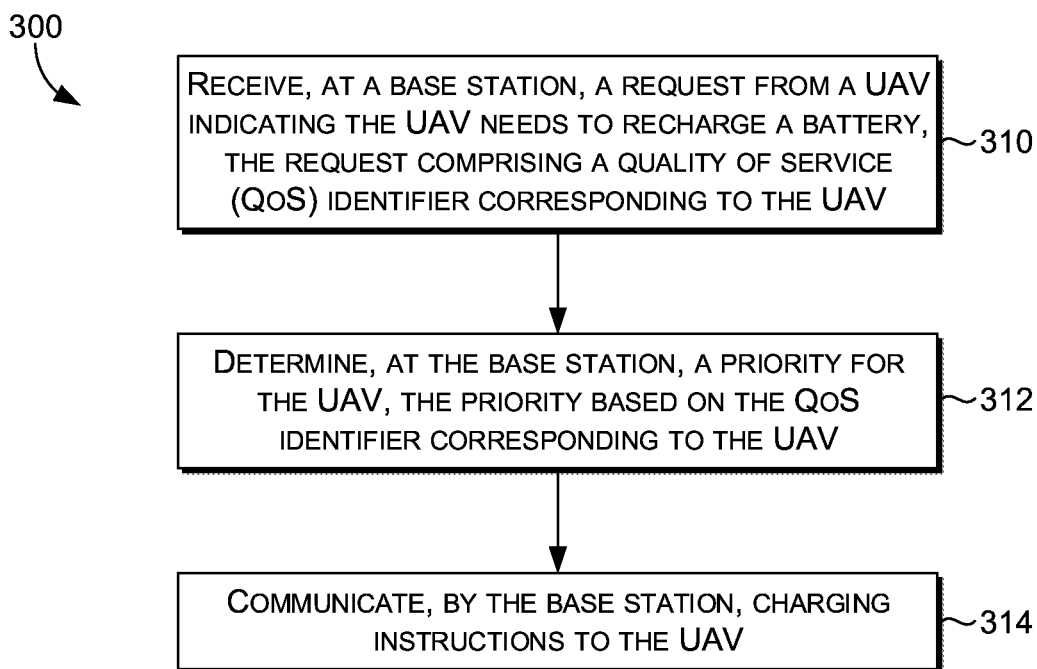 300
RECEIVE, AT A BASE STATION, A REQUEST FROM A UAV
INDICATING THE UAV NEEDS TO RECHARGE A BATTERY,
THE REQUEST COMPRISING A QUALITY OF SERVICE
(QOS) IDENTIFIER CORRESPONDING TO THE UAV
310
DETERMINE, AT THE BASE STATION, A PRIORITY FOR
THE UAV, THE PRIORITY BASED ON THE QOS
IDENTIFIER CORRESPONDING TO THE UAV
312
COMMUNICATE, BY THE BASE STATION, CHARGING
INSTRUCTIONS TO THE UAV
314